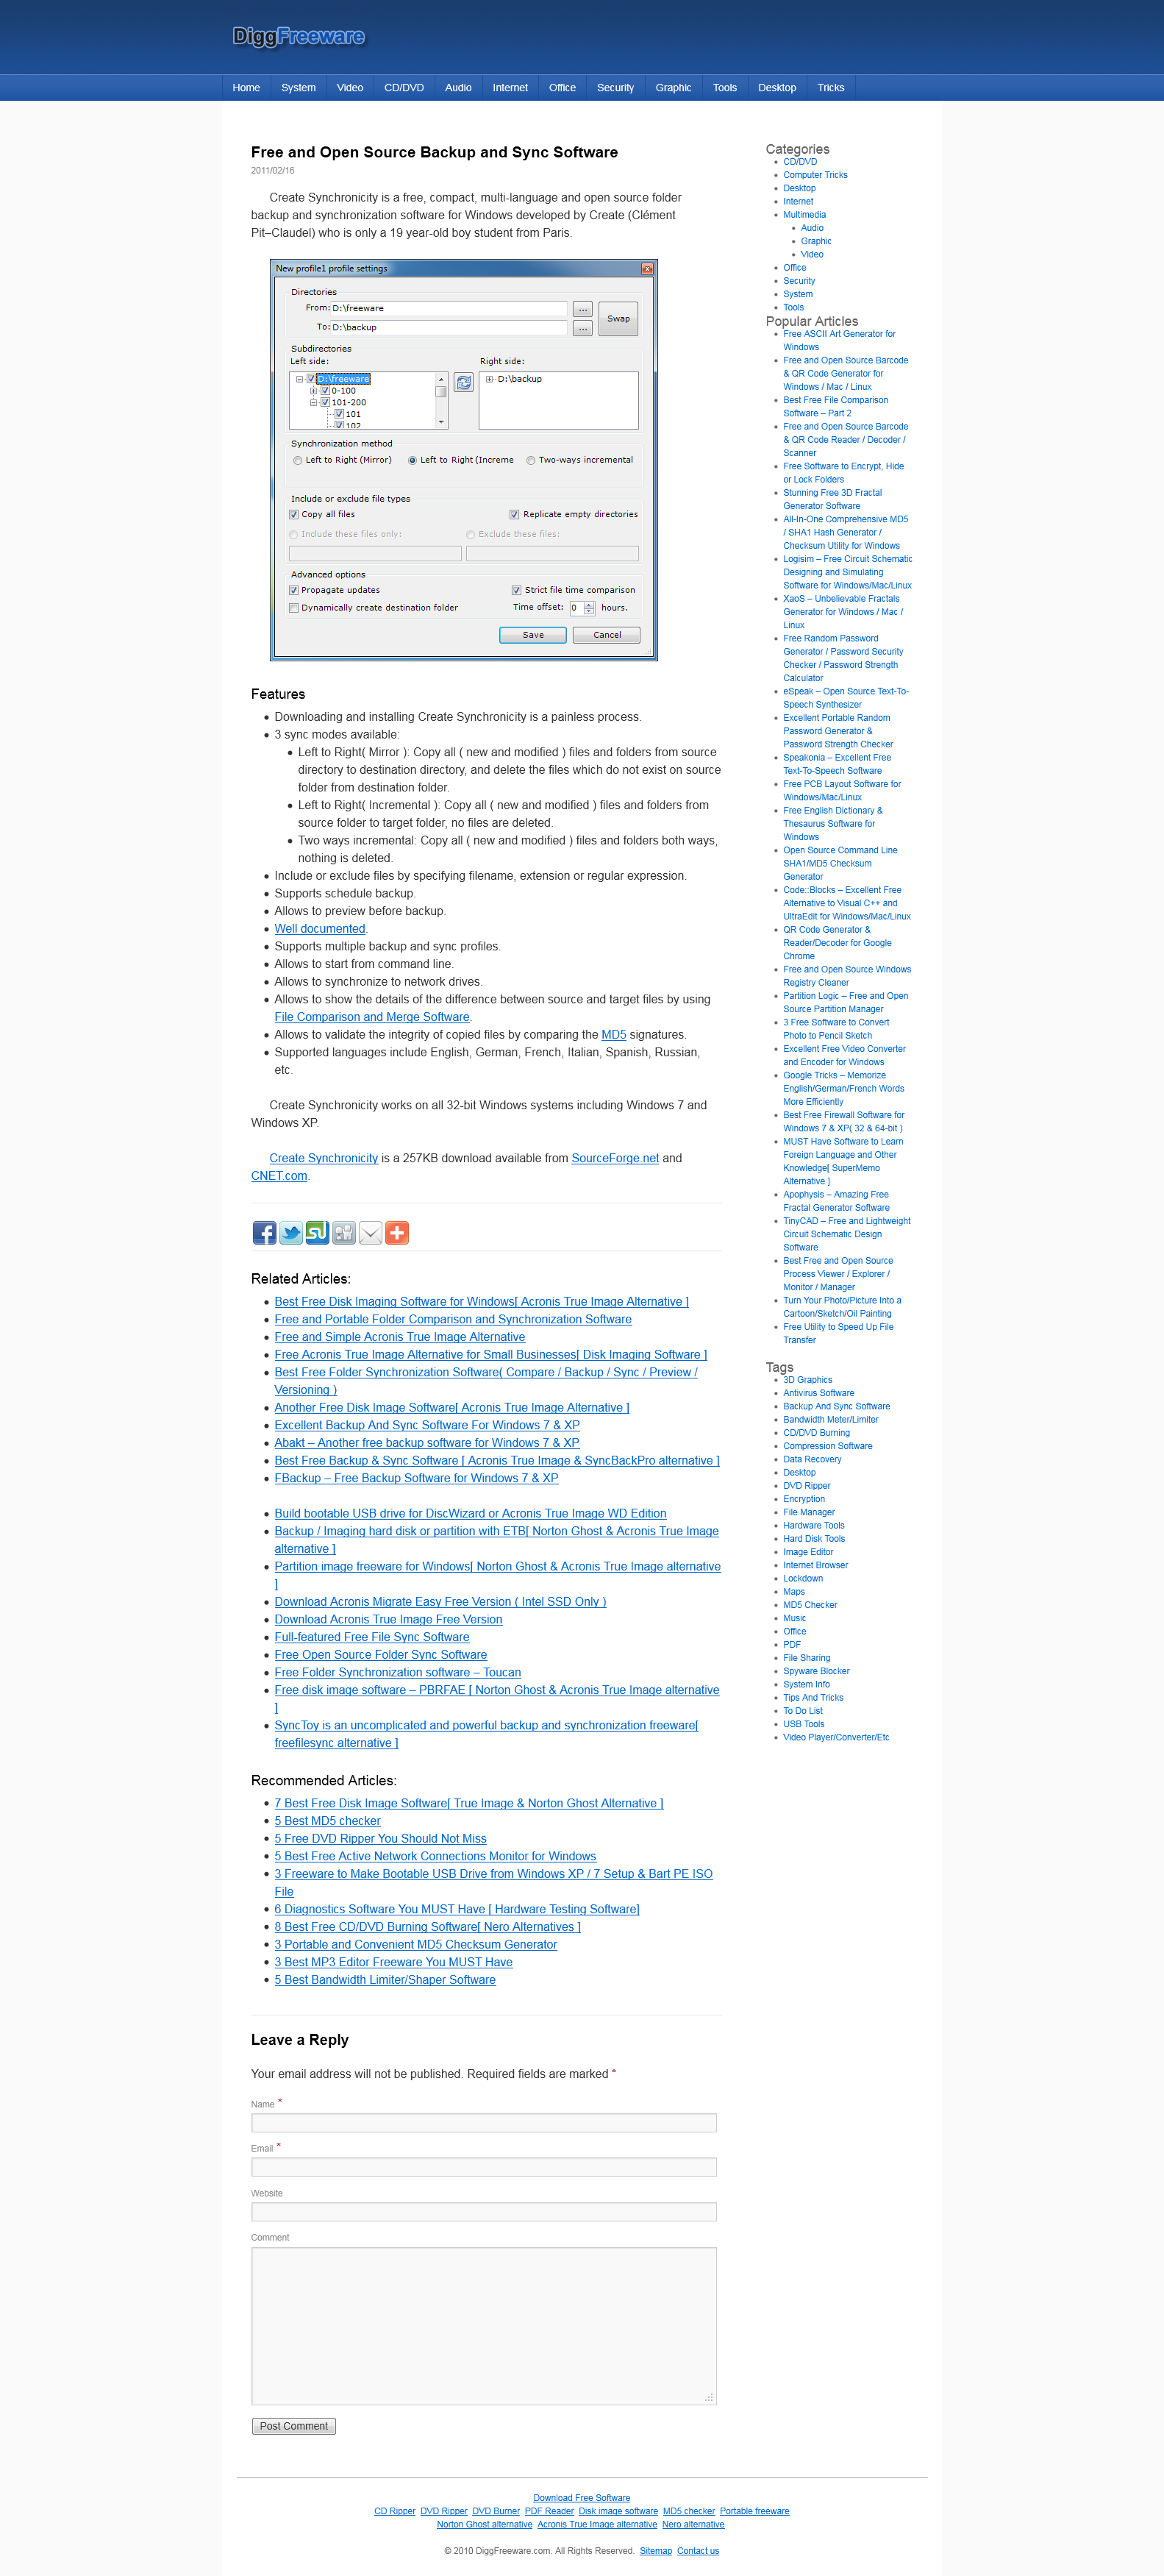 DiggFreeware
Home System Video CD/DVD Audio Internet Office Security Graphic Tools Desktop Tricks
Free and Open Source Backup and Sync Software
2011/02/16
Create Synchronicity is a free, compact, multi-language and open source folder
backup and synchronization software for Windows developed by Create (Clément
Pit–Claudel) who is only a 19 year-old boy student from Paris.
New profile1 profile settings
Directories
From: D:\freeware
...
Swap
To: D:\backup
...
Subdirectories
Left side:
Right side:
D:\freeware
0-100
101-200
101
102
D:\backup
Synchronization method
Left to Right (Mirror)
Left to Right (Increme
Two-ways incremental
Include or exclude file types
Copy all files
Replicate empty directories
Include these files only:
Exclude these files:
Advanced options
Propagate updates
Strict file time comparison
Dynamically create destination folder
Time offset: 0 hours.
Save
Cancel
Features
Downloading and installing Create Synchronicity is a painless process.
3 sync modes available:
Left to Right( Mirror ): Copy all ( new and modified ) files and folders from source
directory to destination directory, and delete the files which do not exist on source
folder from destination folder.
Left to Right( Incremental ): Copy all ( new and modified ) files and folders from
source folder to target folder, no files are deleted.
Two ways incremental: Copy all ( new and modified ) files and folders both ways,
nothing is deleted.
Include or exclude files by specifying filename, extension or regular expression.
Supports schedule backup.
Allows to preview before backup.
Well documented.
Supports multiple backup and sync profiles.
Allows to start from command line.
Allows to synchronize to network drives.
Allows to show the details of the difference between source and target files by using
File Comparison and Merge Software.
Allows to validate the integrity of copied files by comparing the MD5 signatures.
Supported languages include English, German, French, Italian, Spanish, Russian,
etc.
Create Synchronicity works on all 32-bit Windows systems including Windows 7 and
Windows XP.
Create Synchronicity is a 257KB download available from SourceForge.net and
CNET.com.
Related Articles:
Best Free Disk Imaging Software for Windows[ Acronis True Image Alternative ]
Free and Portable Folder Comparison and Synchronization Software
Free and Simple Acronis True Image Alternative
Free Acronis True Image Alternative for Small Businesses[ Disk Imaging Software ]
Best Free Folder Synchronization Software( Compare / Backup / Sync / Preview /
Versioning )
Another Free Disk Image Software[ Acronis True Image Alternative ]
Excellent Backup And Sync Software For Windows 7 & XP
Abakt – Another free backup software for Windows 7 & XP
Best Free Backup & Sync Software [ Acronis True Image & SyncBackPro alternative ]
FBackup – Free Backup Software for Windows 7 & XP
Build bootable USB drive for DiscWizard or Acronis True Image WD Edition
Backup / Imaging hard disk or partition with ETB[ Norton Ghost & Acronis True Image
alternative ]
Partition image freeware for Windows[ Norton Ghost & Acronis True Image alternative
]
Download Acronis Migrate Easy Free Version ( Intel SSD Only )
Download Acronis True Image Free Version
Full-featured Free File Sync Software
Free Open Source Folder Sync Software
Free Folder Synchronization software – Toucan
Free disk image software – PBRFAE [ Norton Ghost & Acronis True Image alternative
]
SyncToy is an uncomplicated and powerful backup and synchronization freeware[
freefilesync alternative ]
Recommended Articles:
7 Best Free Disk Image Software[ True Image & Norton Ghost Alternative ]
5 Best MD5 checker
5 Free DVD Ripper You Should Not Miss
5 Best Free Active Network Connections Monitor for Windows
3 Freeware to Make Bootable USB Drive from Windows XP / 7 Setup & Bart PE ISO
File
6 Diagnostics Software You MUST Have [ Hardware Testing Software]
8 Best Free CD/DVD Burning Software[ Nero Alternatives ]
3 Portable and Convenient MD5 Checksum Generator
3 Best MP3 Editor Freeware You MUST Have
5 Best Bandwidth Limiter/Shaper Software
Leave a Reply
Your email address will not be published. Required fields are marked *
Name *
Email *
Website
Comment
Post Comment
Categories
CD/DVD
Computer Tricks
Desktop
Internet
Multimedia
Audio
Graphic
Video
Office
Security
System
Tools
Popular Articles
Free ASCII Art Generator for
Windows
Free and Open Source Barcode
& QR Code Generator for
Windows / Mac / Linux
Best Free File Comparison
Software – Part 2
Free and Open Source Barcode
& QR Code Reader / Decoder /
Scanner
Free Software to Encrypt, Hide
or Lock Folders
Stunning Free 3D Fractal
Generator Software
All-In-One Comprehensive MD5
/ SHA1 Hash Generator /
Checksum Utility for Windows
Logisim – Free Circuit Schematic
Designing and Simulating
Software for Windows/Mac/Linux
XaoS – Unbelievable Fractals
Generator for Windows / Mac /
Linux
Free Random Password
Generator / Password Security
Checker / Password Strength
Calculator
eSpeak – Open Source Text-To-
Speech Synthesizer
Excellent Portable Random
Password Generator &
Password Strength Checker
Speakonia – Excellent Free
Text-To-Speech Software
Free PCB Layout Software for
Windows/Mac/Linux
Free English Dictionary &
Thesaurus Software for
Windows
Open Source Command Line
SHA1/MD5 Checksum
Generator
Code::Blocks – Excellent Free
Alternative to Visual C++ and
UltraEdit for Windows/Mac/Linux
QR Code Generator &
Reader/Decoder for Google
Chrome
Free and Open Source Windows
Registry Cleaner
Partition Logic – Free and Open
Source Partition Manager
3 Free Software to Convert
Photo to Pencil Sketch
Excellent Free Video Converter
and Encoder for Windows
Google Tricks – Memorize
English/German/French Words
More Efficiently
Best Free Firewall Software for
Windows 7 & XP( 32 & 64-bit )
MUST Have Software to Learn
Foreign Language and Other
Knowledge[ SuperMemo
Alternative ]
Apophysis – Amazing Free
Fractal Generator Software
TinyCAD – Free and Lightweight
Circuit Schematic Design
Software
Best Free and Open Source
Process Viewer / Explorer /
Monitor / Manager
Turn Your Photo/Picture Into a
Cartoon/Sketch/Oil Painting
Free Utility to Speed Up File
Transfer
Tags
3D Graphics
Antivirus Software
Backup And Sync Software
Bandwidth Meter/Limiter
CD/DVD Burning
Compression Software
Data Recovery
Desktop
DVD Ripper
Encryption
File Manager
Hardware Tools
Hard Disk Tools
Image Editor
Internet Browser
Lockdown
Maps
MD5 Checker
Music
Office
PDF
File Sharing
Spyware Blocker
System Info
Tips And Tricks
To Do List
USB Tools
Video Player/Converter/Etc
Download Free Software
CD Ripper DVD Ripper DVD Burner PDF Reader Disk image software MD5 checker Portable freeware
Norton Ghost alternative Acronis True Image alternative Nero alternative
© 2010 DiggFreeware.com. All Rights Reserved. Sitemap Contact us